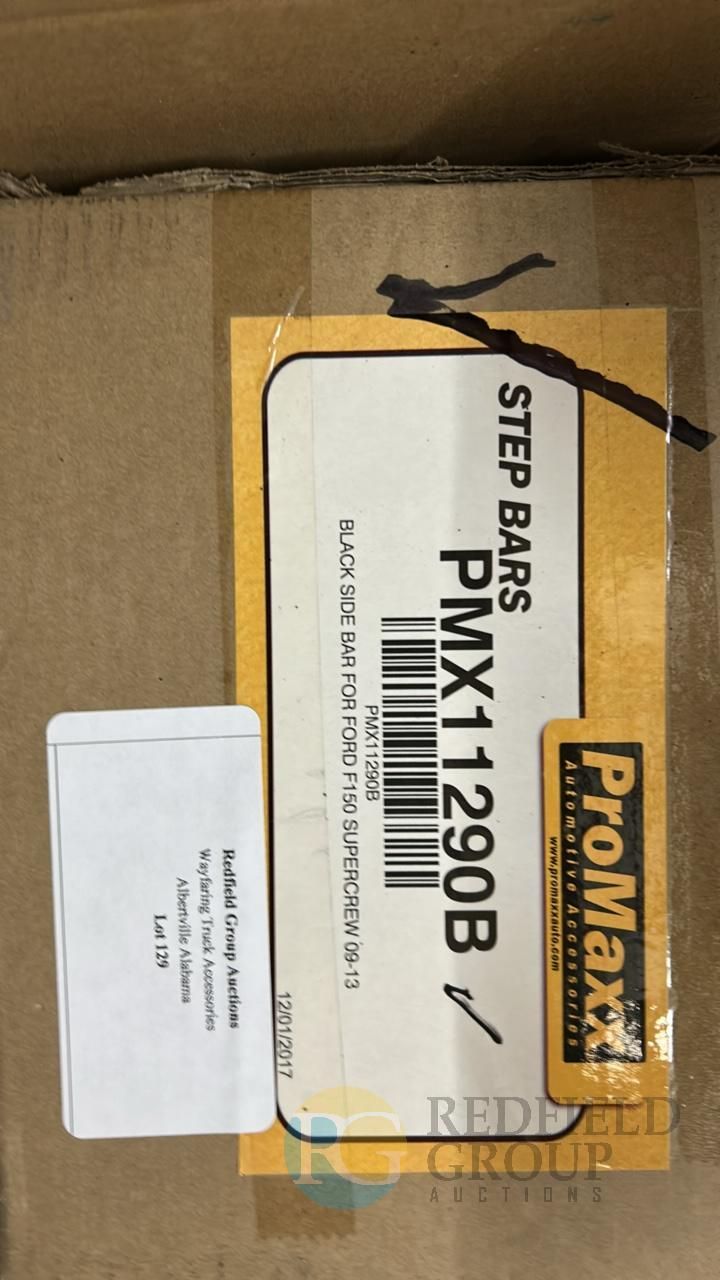 STEP BARS
ProMaxx
Automotive Accessories
www.promaxxauto.com
PMX11290B
PMX11290B
BLACK SIDE BAR FOR FORD F150 SUPERCREW 09-13
12/01/2017
Redfield Group Auctions
Wayfaring Truck Accessories
Albertville Alabama
Lot 129
RG
REDFIELD
GROUP
AUCTIONS